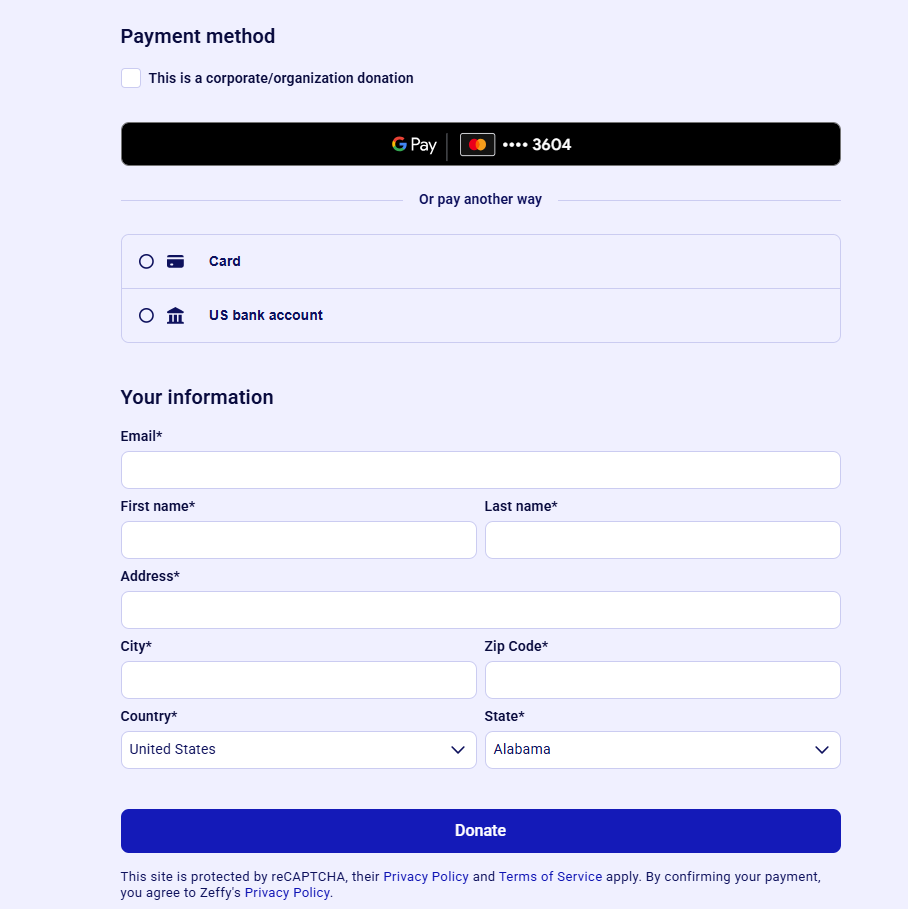 Payment method
This is a corporate/organization donation
G Pay •••• 3604
Or pay another way
Card
US bank account
Your information
Email*
First name* Last name*
Address*
City* Zip Code*
Country* State*
United States Alabama
Donate
This site is protected by reCAPTCHA, their Privacy Policy and Terms of Service apply. By confirming your payment,
you agree to Zeffy's Privacy Policy.